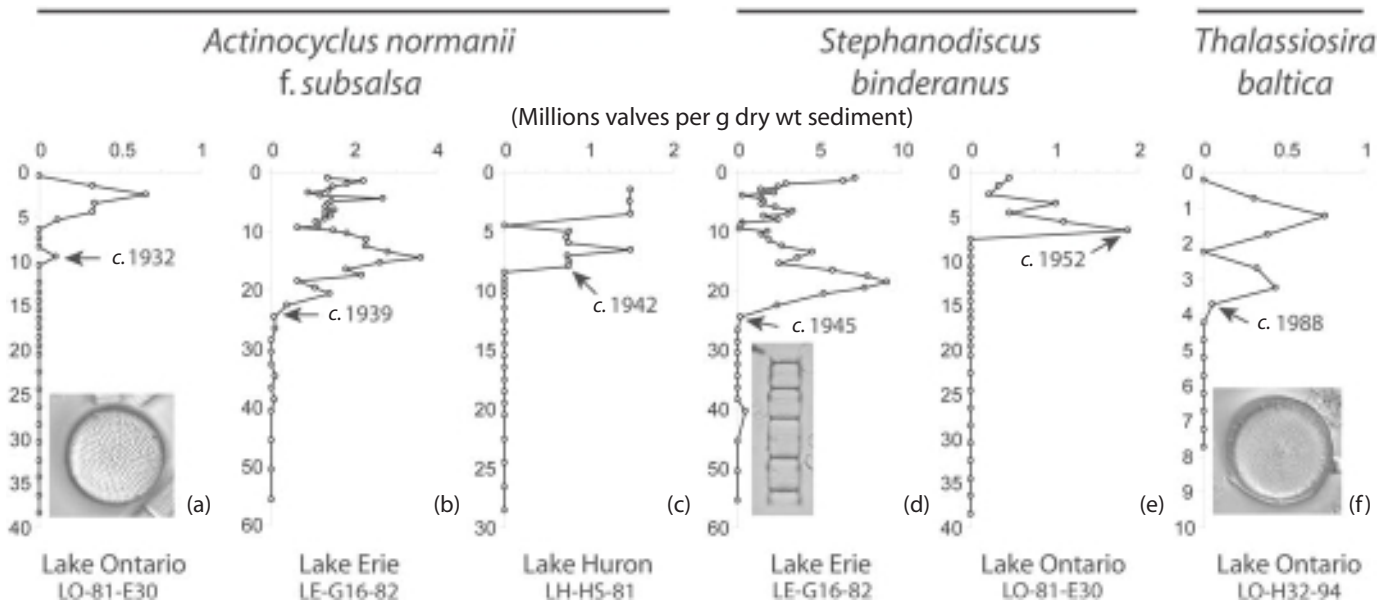 Actinocyclus normanii
f. subsalsa
Stephanodiscus
binderanus
Thalassiosira
baltica
(Millions valves per g dry wt sediment)
0 0.5 1
0 2 4
0 1 2
0 5 10
0 1 2
0 0.5 1
0
5
10
15
20
25
30
35
40
c. 1932
(a)
0
10
20
30
40
50
60
c. 1939
(b)
0
5
10
15
20
25
30
c. 1942
(c)
0
10
20
30
40
50
60
c. 1945
(d)
0
5
10
15
20
25
30
35
40
c. 1952
(e)
0
1
2
3
4
5
6
7
8
9
10
c. 1988
(f)
Lake Ontario
LO-81-E30
Lake Erie
LE-G16-82
Lake Huron
LH-HS-81
Lake Erie
LE-G16-82
Lake Ontario
LO-81-E30
Lake Ontario
LO-H32-94